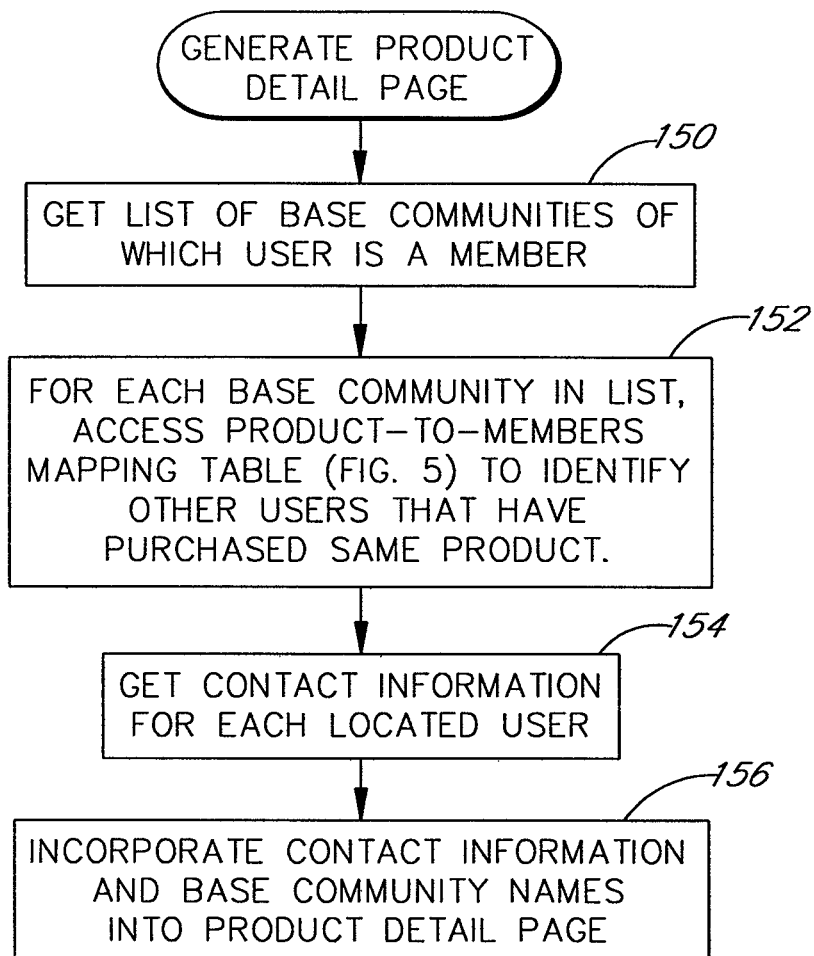 GENERATE PRODUCT
DETAIL PAGE
150
GET LIST OF BASE COMMUNITIES OF
WHICH USER IS A MEMBER
152
FOR EACH BASE COMMUNITY IN LIST,
ACCESS PRODUCT-TO-MEMBERS
MAPPING TABLE (FIG. 5) TO IDENTIFY
OTHER USERS THAT HAVE
PURCHASED SAME PRODUCT.
154
GET CONTACT INFORMATION
FOR EACH LOCATED USER
156
INCORPORATE CONTACT INFORMATION
AND BASE COMMUNITY NAMES
INTO PRODUCT DETAIL PAGE